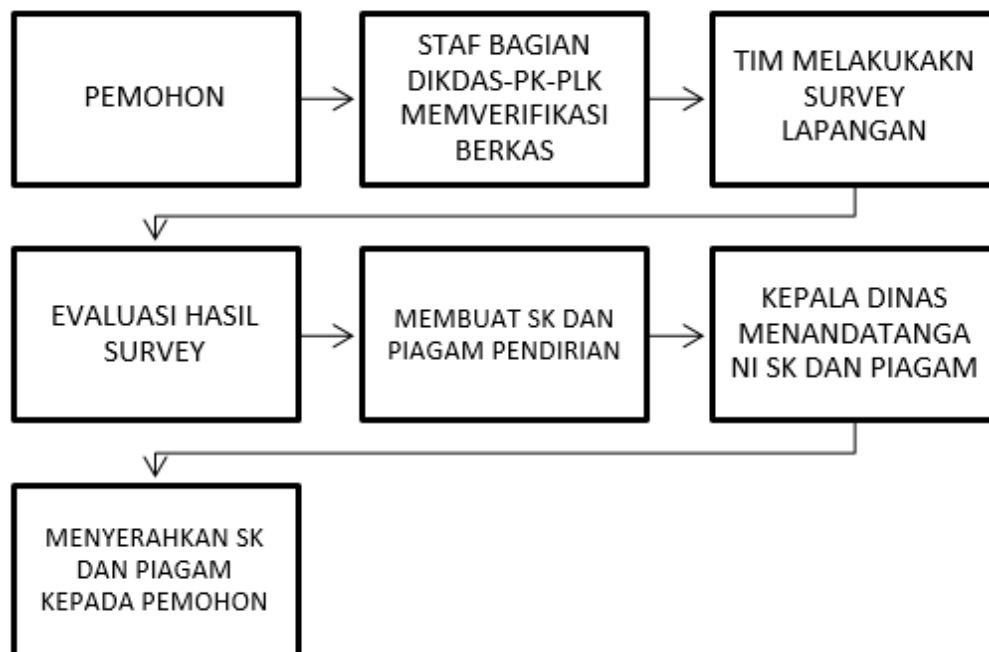 PEMOHON
STAF BAGIAN
DIKDAS-PK-PLK
MEMVERIFIKASI
BERKAS
TIM MELAKUKAKN
SURVEY
LAPANGAN
EVALUASI HASIL
SURVEY
MEMBUAT SK DAN
PIAGAM PENDIRIAN
KEPALA DINAS
MENANDATANGA
NI SK DAN PIAGAM
MENYERAHKAN SK
DAN PIAGAM
KEPADA PEMOHON